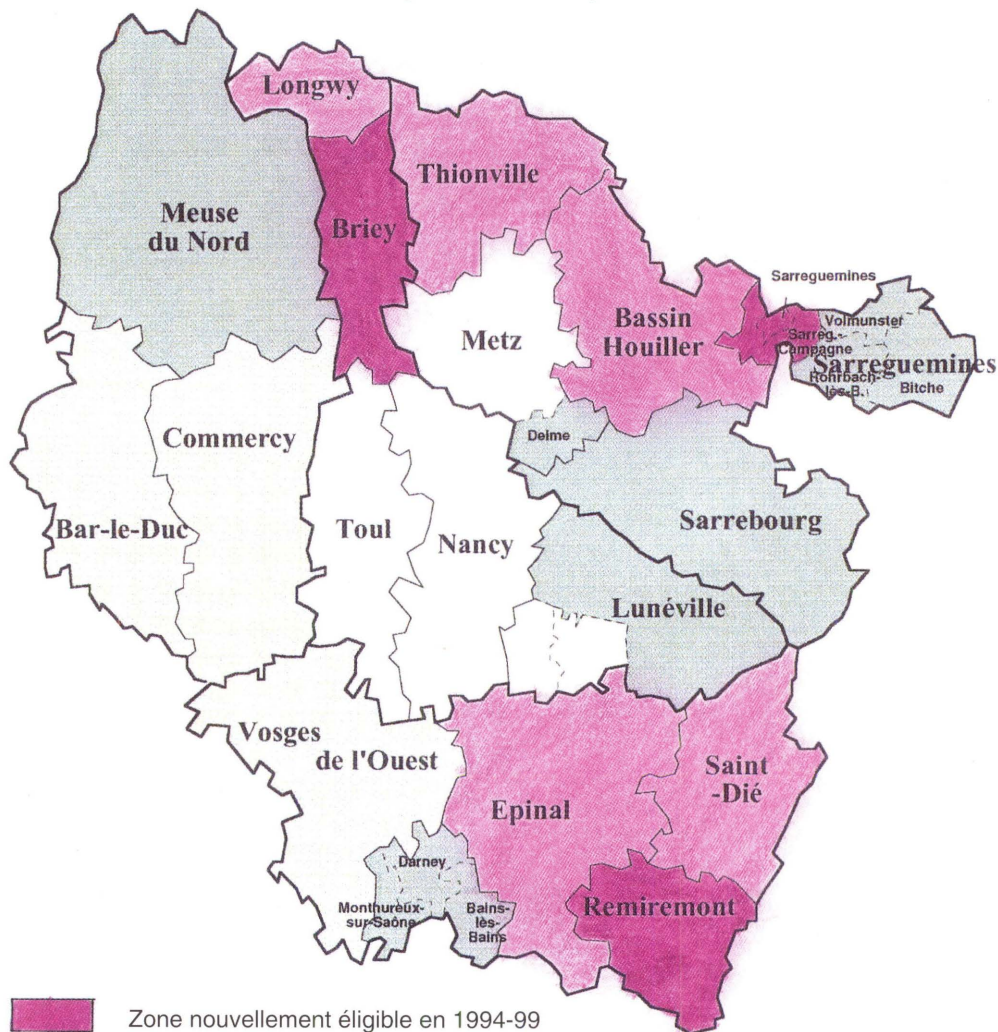 Longwy
Thionville
Meuse
du Nord
Briey
Sarreguemines
Metz
Bassin
Houiller
Volmunster
Sarreg.-
Campagne
Sarreguemines
Rohrbach-
lès-B.
Bitche
Delme
Commercy
Bar-le-Duc
Toul
Nancy
Sarrebourg
Lunéville
Vosges
de l'Ouest
Saint
-Dié
Epinal
Darney
Monthureux-
sur-Saône
Bains-
lès-
Bains
Remiremont
Zone nouvellement éligible en 1994-99